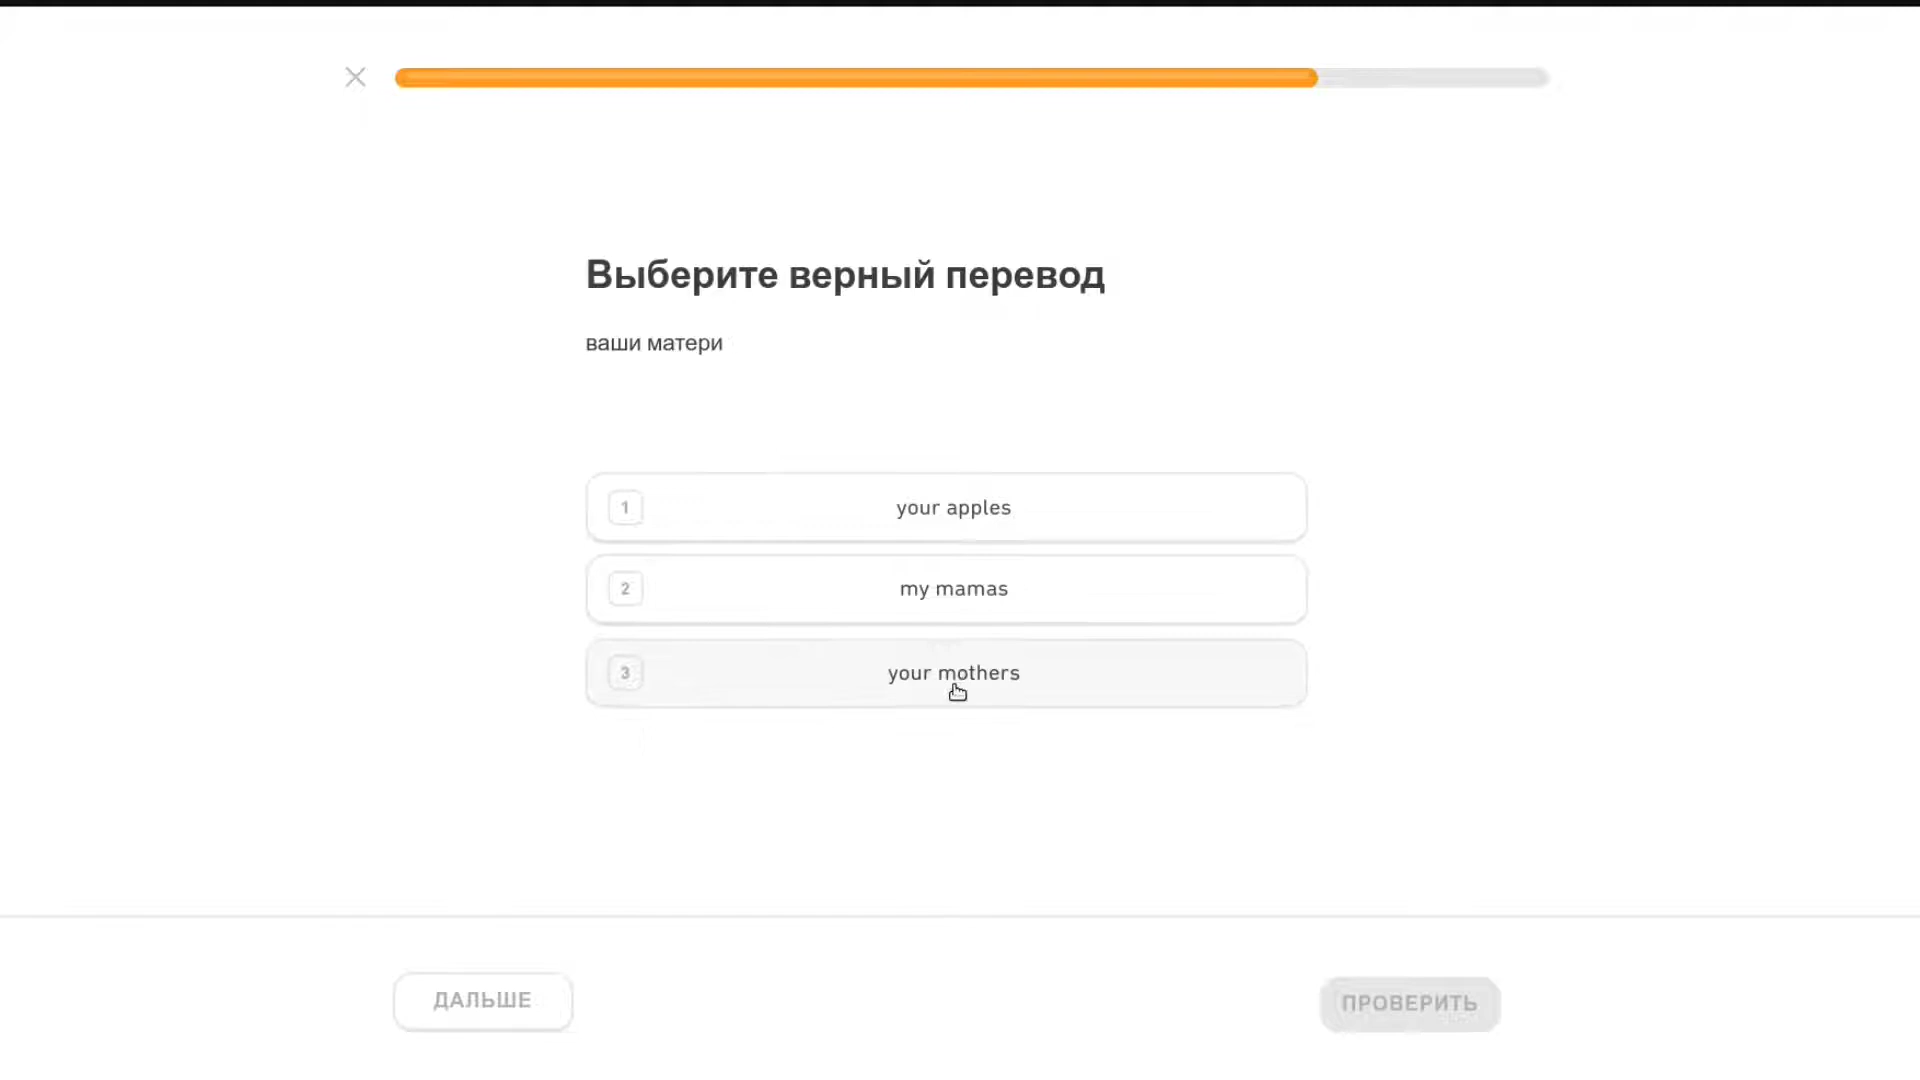 Выберите верный перевод
ваши матери
1 your apples
2 my mamas
3 your mothers
ДАЛЬШЕ
ПРОВЕРИТЬ